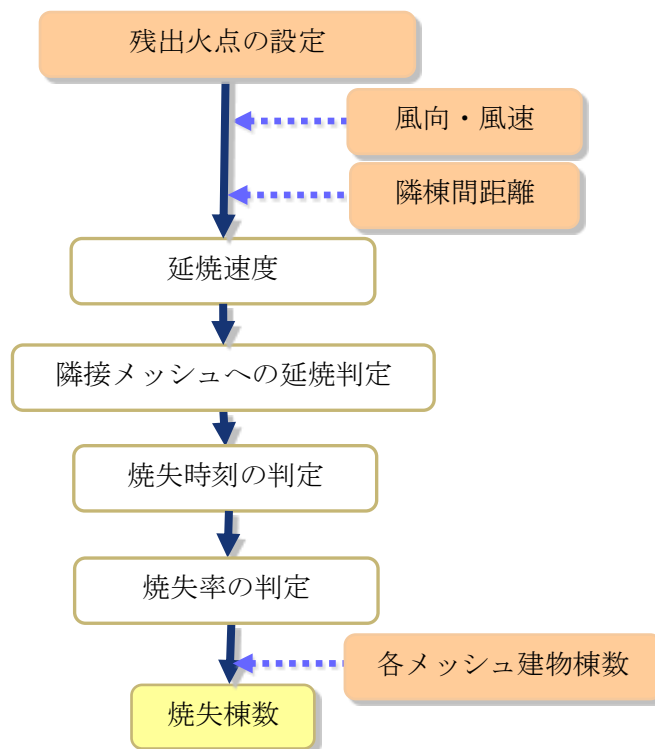 残出火点の設定
風向・風速
隣棟間距離
延焼速度
隣接メッシュへの延焼判定
焼失時刻の判定
焼失率の判定
各メッシュ建物棟数
焼失棟数